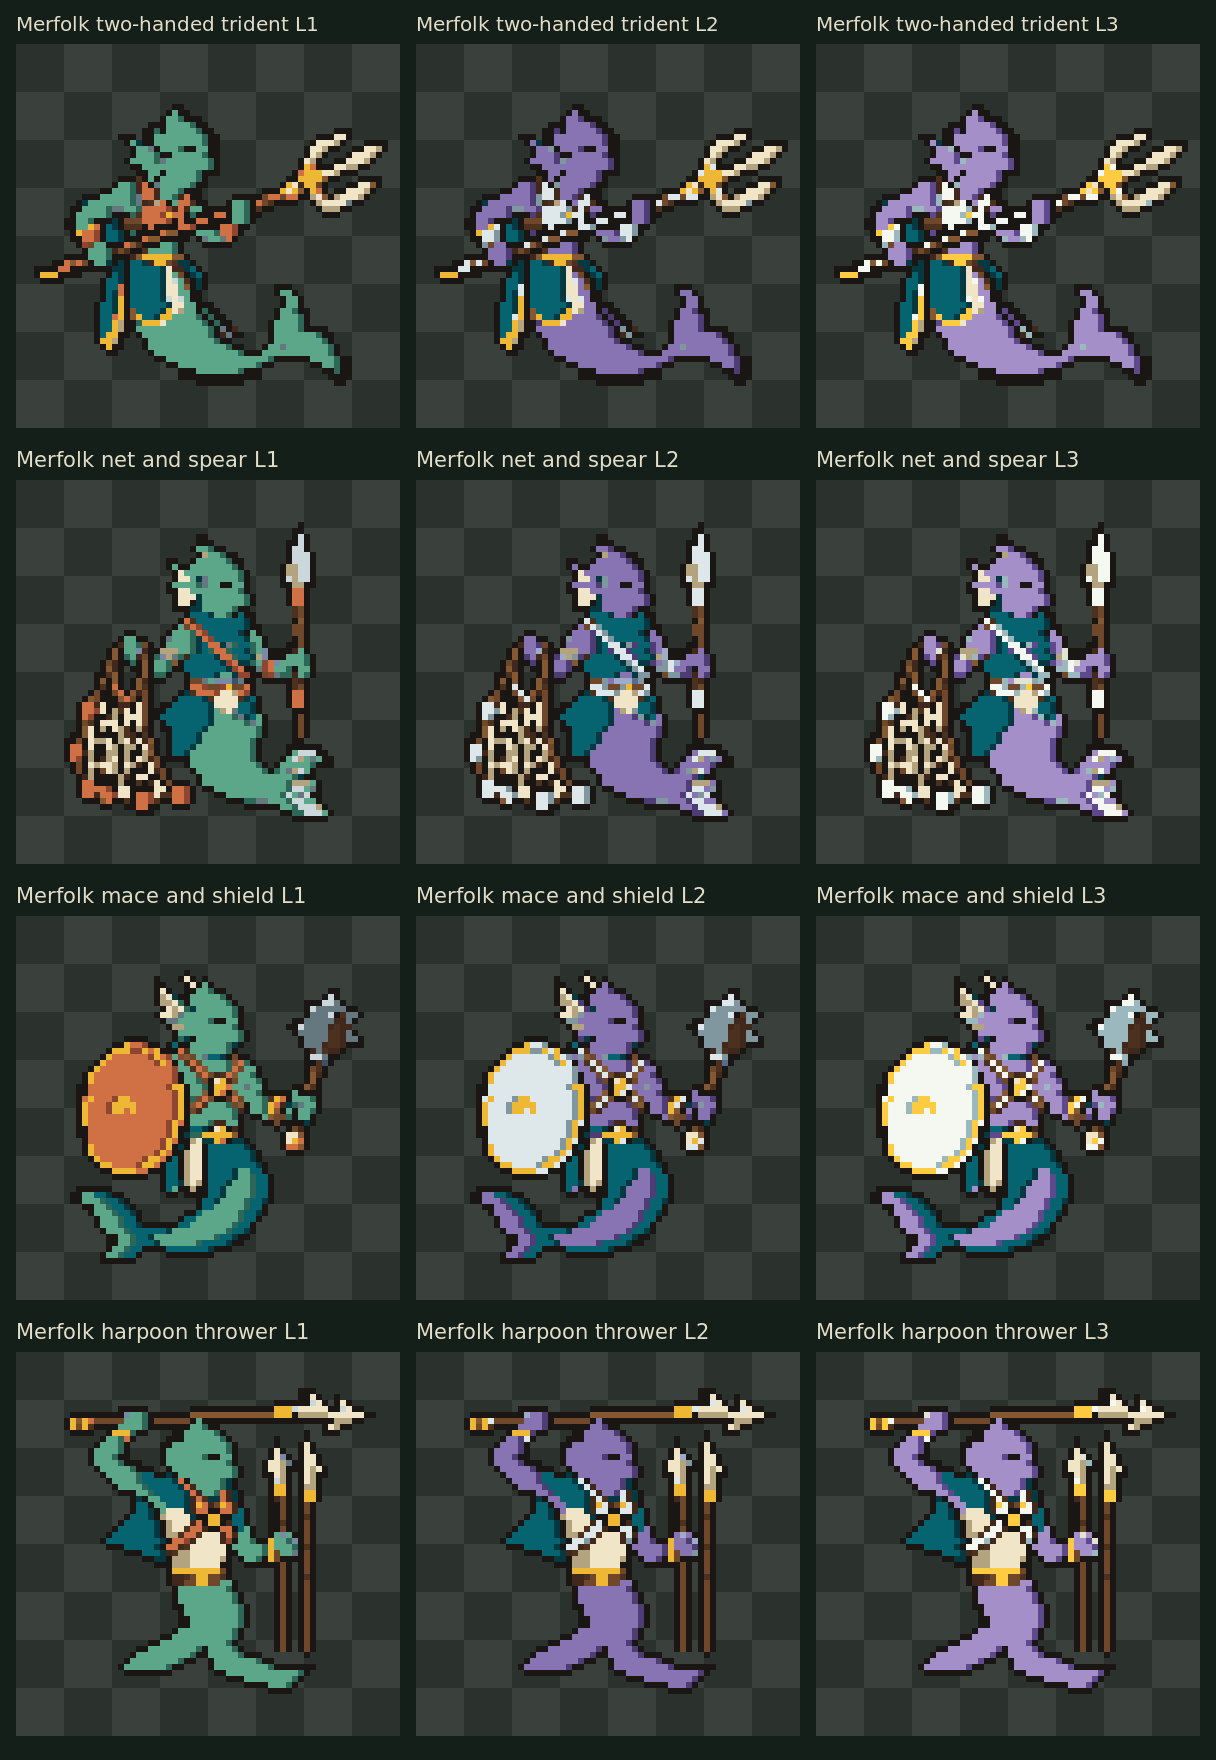 Merfolk two-handed trident L1
Merfolk two-handed trident L2
Merfolk two-handed trident L3
Merfolk net and spear L1
Merfolk net and spear L2
Merfolk net and spear L3
Merfolk mace and shield L1
Merfolk mace and shield L2
Merfolk mace and shield L3
Merfolk harpoon thrower L1
Merfolk harpoon thrower L2
Merfolk harpoon thrower L3